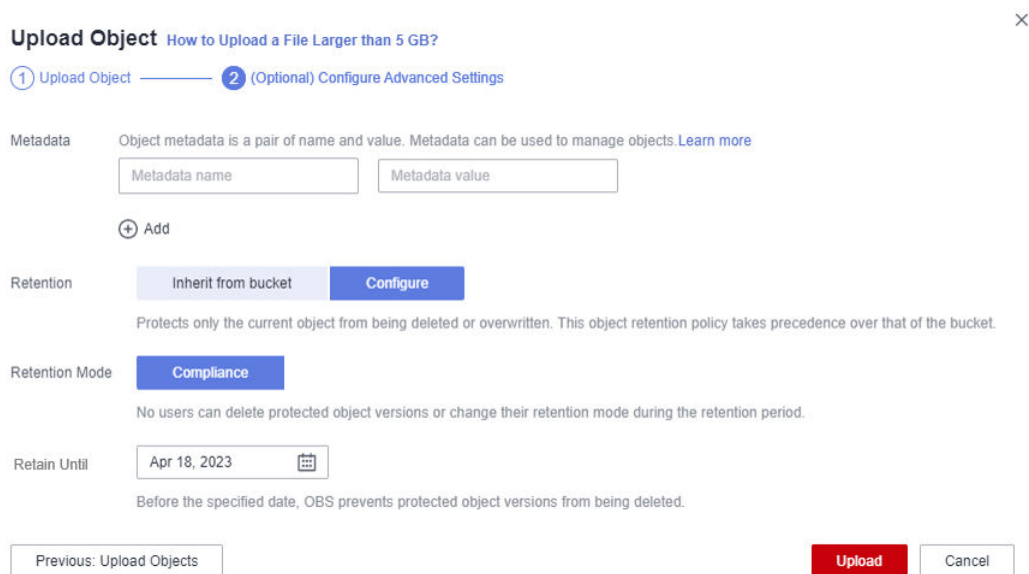 Upload Object How to Upload a File Larger than 5 GB?
1 Upload Object 2 (Optional) Configure Advanced Settings
Metadata Object metadata is a pair of name and value. Metadata can be used to manage objects.Learn more
Metadata name Metadata value
Add
Retention Inherit from bucket Configure
Protects only the current object from being deleted or overwritten. This object retention policy takes precedence over that of the bucket.
Retention Mode Compliance
No users can delete protected object versions or change their retention mode during the retention period.
Retain Until Apr 18, 2023
Before the specified date, OBS prevents protected object versions from being deleted.
Previous: Upload Objects Upload Cancel